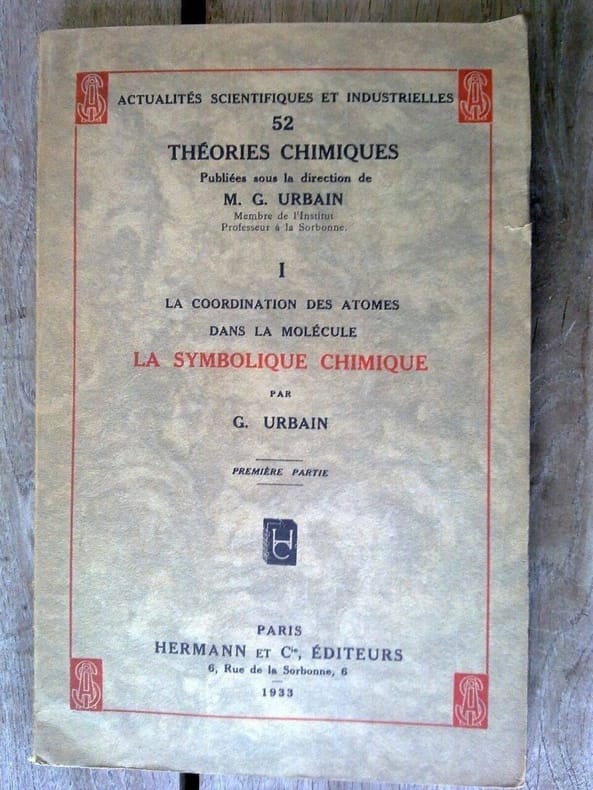 ACTUALITÉS SCIENTIFIQUES ET INDUSTRIELLES
52
THÉORIES CHIMIQUES
Publiées sous la direction de
M. G. URBAIN
Membre de l'Institut
Professeur à la Sorbonne.
I
LA COORDINATION DES ATOMES
DANS LA MOLÉCULE
LA SYMBOLIQUE CHIMIQUE
PAR
G. URBAIN
PREMIÈRE PARTIE
HC
PARIS
HERMANN ET Cie, ÉDITEURS
6, Rue de la Sorbonne, 6
1933